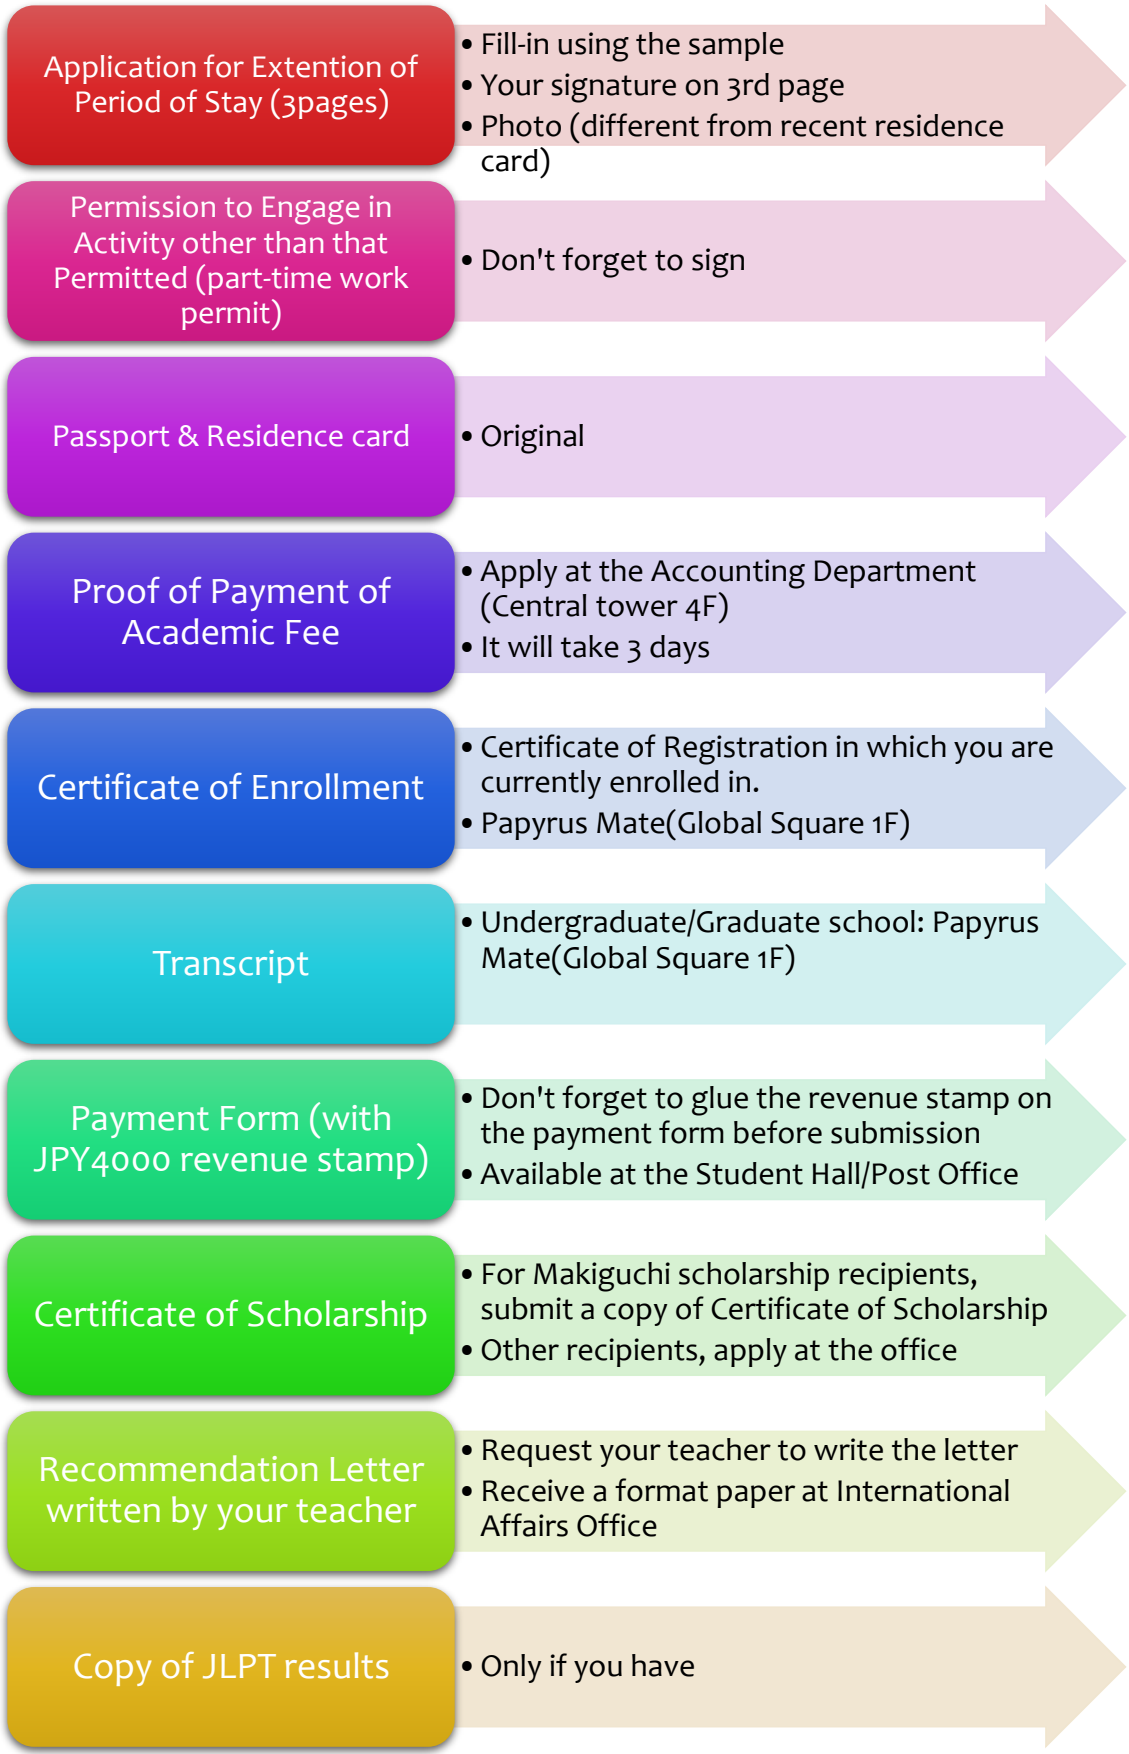 Application for Extention of
Period of Stay (3pages)
• Fill-in using the sample
• Your signature on 3rd page
• Photo (different from recent residence
card)
Permission to Engage in
Activity other than that
Permitted (part-time work
permit)
• Don't forget to sign
Passport & Residence card
• Original
Proof of Payment of
Academic Fee
• Apply at the Accounting Department
(Central tower 4F)
• It will take 3 days
Certificate of Enrollment
• Certificate of Registration in which you are
currently enrolled in.
• Papyrus Mate(Global Square 1F)
Transcript
• Undergraduate/Graduate school: Papyrus
Mate(Global Square 1F)
Payment Form (with
JPY4000 revenue stamp)
• Don't forget to glue the revenue stamp on
the payment form before submission
• Available at the Student Hall/Post Office
Certificate of Scholarship
• For Makiguchi scholarship recipients,
submit a copy of Certificate of Scholarship
• Other recipients, apply at the office
Recommendation Letter
written by your teacher
• Request your teacher to write the letter
• Receive a format paper at International
Affairs Office
Copy of JLPT results
• Only if you have